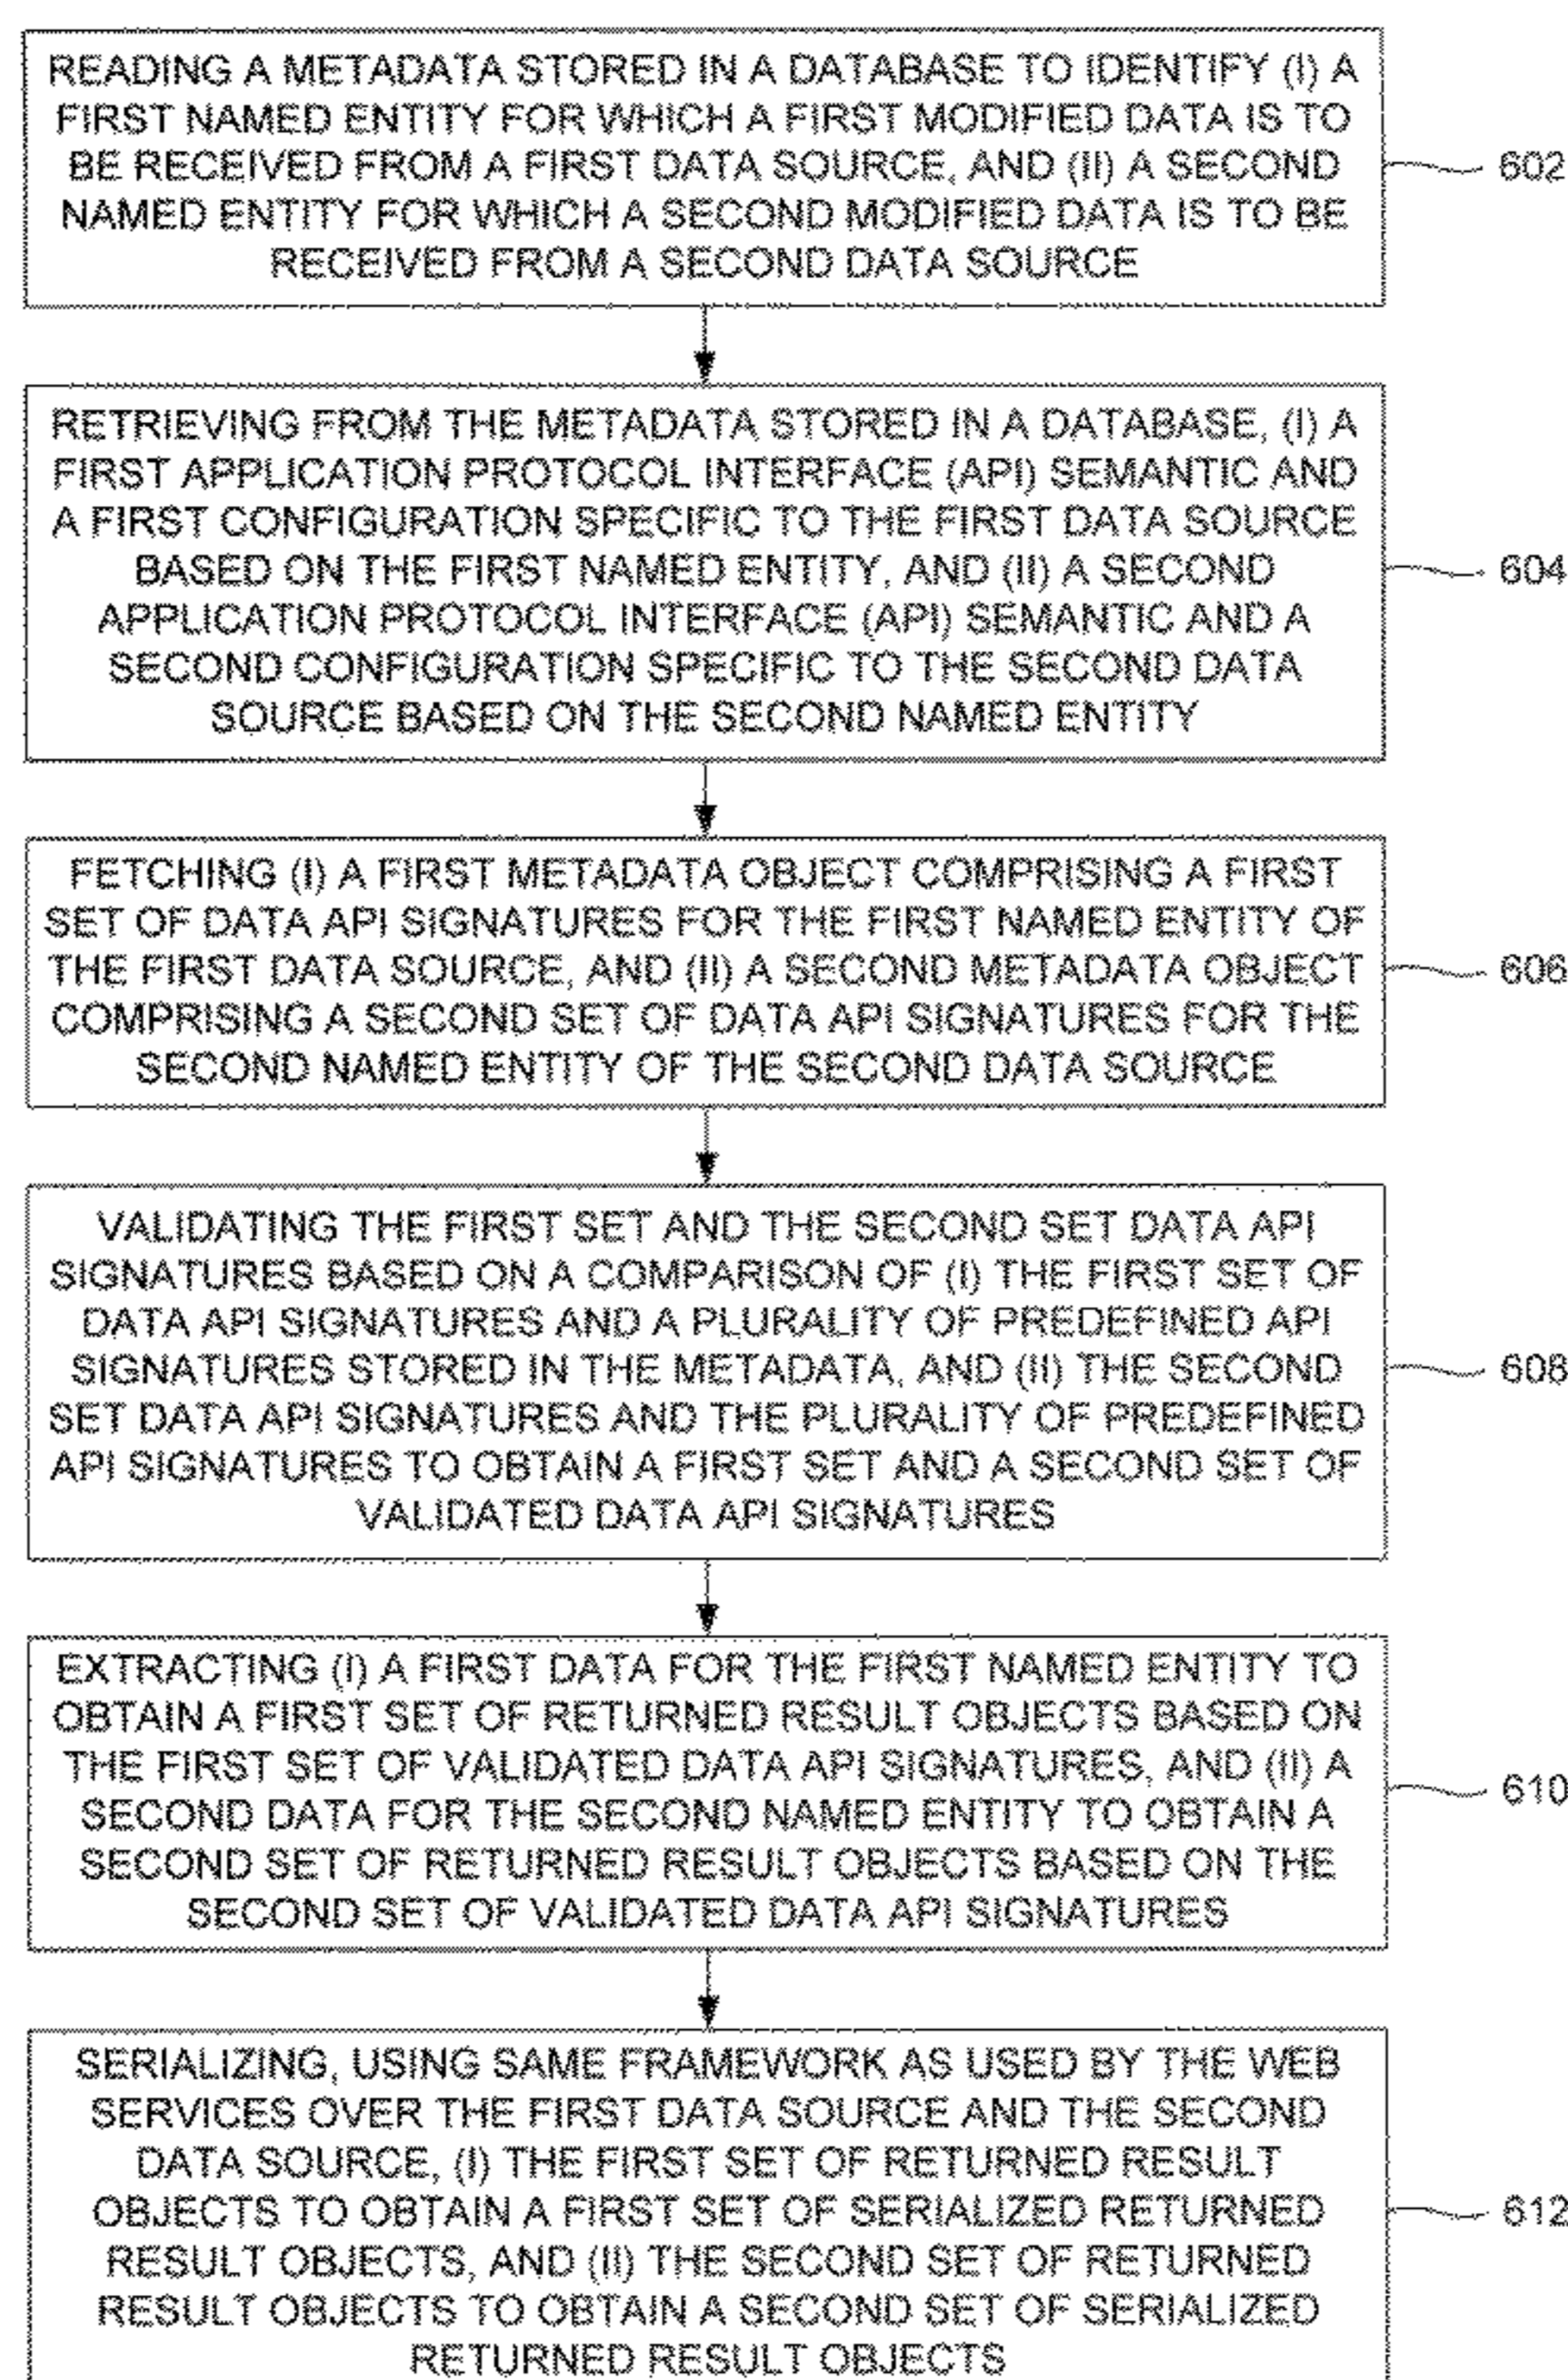 READING A METADATA STORED IN A DATABASE TO IDENTIFY (I) A
FIRST NAMED ENTITY FOR WHICH A FIRST MODIFIED DATA IS TO
BE RECEIVED FROM A FIRST DATA SOURCE, AND (II) A SECOND
NAMED ENTITY FOR WHICH A SECOND MODIFIED DATA IS TO BE
RECEIVED FROM A SECOND DATA SOURCE
602
RETRIEVING FROM THE METADATA STORED IN A DATABASE, (I) A
FIRST APPLICATION PROTOCOL INTERFACE (API) SEMANTIC AND
A FIRST CONFIGURATION SPECIFIC TO THE FIRST DATA SOURCE
BASED ON THE FIRST NAMED ENTITY, AND (II) A SECOND
APPLICATION PROTOCOL INTERFACE (API) SEMANTIC AND A
SECOND CONFIGURATION SPECIFIC TO THE SECOND DATA
SOURCE BASED ON THE SECOND NAMED ENTITY
604
FETCHING (I) A FIRST METADATA OBJECT COMPRISING A FIRST
SET OF DATA API SIGNATURES FOR THE FIRST NAMED ENTITY OF
THE FIRST DATA SOURCE, AND (II) A SECOND METADATA OBJECT
COMPRISING A SECOND SET OF DATA API SIGNATURES FOR THE
SECOND NAMED ENTITY OF THE SECOND DATA SOURCE
606
VALIDATING THE FIRST SET AND THE SECOND SET DATA API
SIGNATURES BASED ON A COMPARISON OF (I) THE FIRST SET OF
DATA API SIGNATURES AND A PLURALITY OF PREDEFINED API
SIGNATURES STORED IN THE METADATA, AND (II) THE SECOND
SET DATA API SIGNATURES AND THE PLURALITY OF PREDEFINED
API SIGNATURES TO OBTAIN A FIRST SET AND A SECOND SET OF
VALIDATED DATA API SIGNATURES
608
EXTRACTING (I) A FIRST DATA FOR THE FIRST NAMED ENTITY TO
OBTAIN A FIRST SET OF RETURNED RESULT OBJECTS BASED ON
THE FIRST SET OF VALIDATED DATA API SIGNATURES, AND (II) A
SECOND DATA FOR THE SECOND NAMED ENTITY TO OBTAIN A
SECOND SET OF RETURNED RESULT OBJECTS BASED ON THE
SECOND SET OF VALIDATED DATA API SIGNATURES
610
SERIALIZING, USING SAME FRAMEWORK AS USED BY THE WEB
SERVICES OVER THE FIRST DATA SOURCE AND THE SECOND
DATA SOURCE, (I) THE FIRST SET OF RETURNED RESULT
OBJECTS TO OBTAIN A FIRST SET OF SERIALIZED RETURNED
RESULT OBJECTS, AND (II) THE SECOND SET OF RETURNED
RESULT OBJECTS TO OBTAIN A SECOND SET OF SERIALIZED
RETURNED RESULT OBJECTS
612